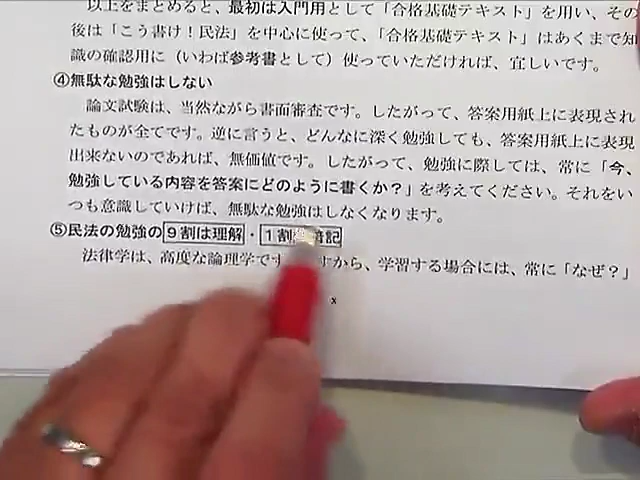 以上をまとめると、最初は入門用として「合格基礎テキスト」を用い、その
後は「こう書け！民法」を中心に使って、「合格基礎テキスト」はあくまで知
識の確認用に（いわば参考書として）使っていただければ、宜しいです。
④無駄な勉強はしない
論文試験は、当然ながら書面審査です。したがって、答案用紙上に表現され
たものが全てです。逆に言うと、どんなに深く勉強しても、答案用紙上に表現
出来ないのであれば、無価値です。したがって、勉強に際しては、常に「今、
勉強している内容を答案にどのように書くか？」を考えてください。それをい
つも意識していけば、無駄な勉強はしなくなります。
⑤民法の勉強の9割は理解・1割 暗記
法律学は、高度な論理学です すから、学習する場合には、常に「なぜ？」
x